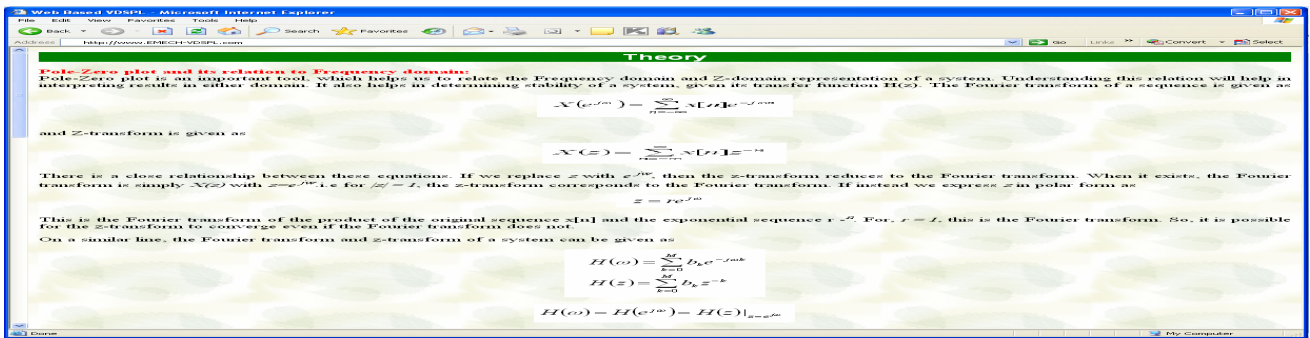 Web Based VDSPL - Microsoft Internet Explorer
File Edit View Favorites Tools Help
Back Search Favorites
Address http://www.EMECH-VDSPL.com Go Links » Convert Select
Theory
Pole-Zero plot and its relation to Frequency domain:
Pole-Zero plot is an important tool, which helps us to relate the Frequency domain and Z-domain representation of a system. Understanding this relation will help in
interpreting results in either domain. It also helps in determining stability of a system, given its transfer function H(z). The Fourier transform of a sequence is given as
X(e^{jω}) = ∑_{n=-∞}^{∞} x[n]e^{-jωn}
and Z-transform is given as
X(z) = ∑_{n=-∞}^{∞} x[n]z^{-n}
There is a close relationship between these equations. If we replace z with e^{jw}, then the z-transform reduces to the Fourier transform. When it exists, the Fourier
transform is simply X(z) with z=e^{jw}, i.e for |z|=1, the z-transform corresponds to the Fourier transform. If instead we express z in polar form as
z = re^{jω}
This is the Fourier transform of the product of the original sequence x[n] and the exponential sequence r^{-n}. For, r = 1, this is the Fourier transform. So, it is possible
for the z-transform to converge even if the Fourier transform does not.
On a similar line, the Fourier transform and z-transform of a system can be given as
H(ω) = ∑_{k=0}^{M} b_k e^{-jωk}
H(z) = ∑_{k=0}^{M} b_k z^{-k}
H(ω) = H(e^{jω}) = H(z)|_{z=e^{jω}}
Done My Computer